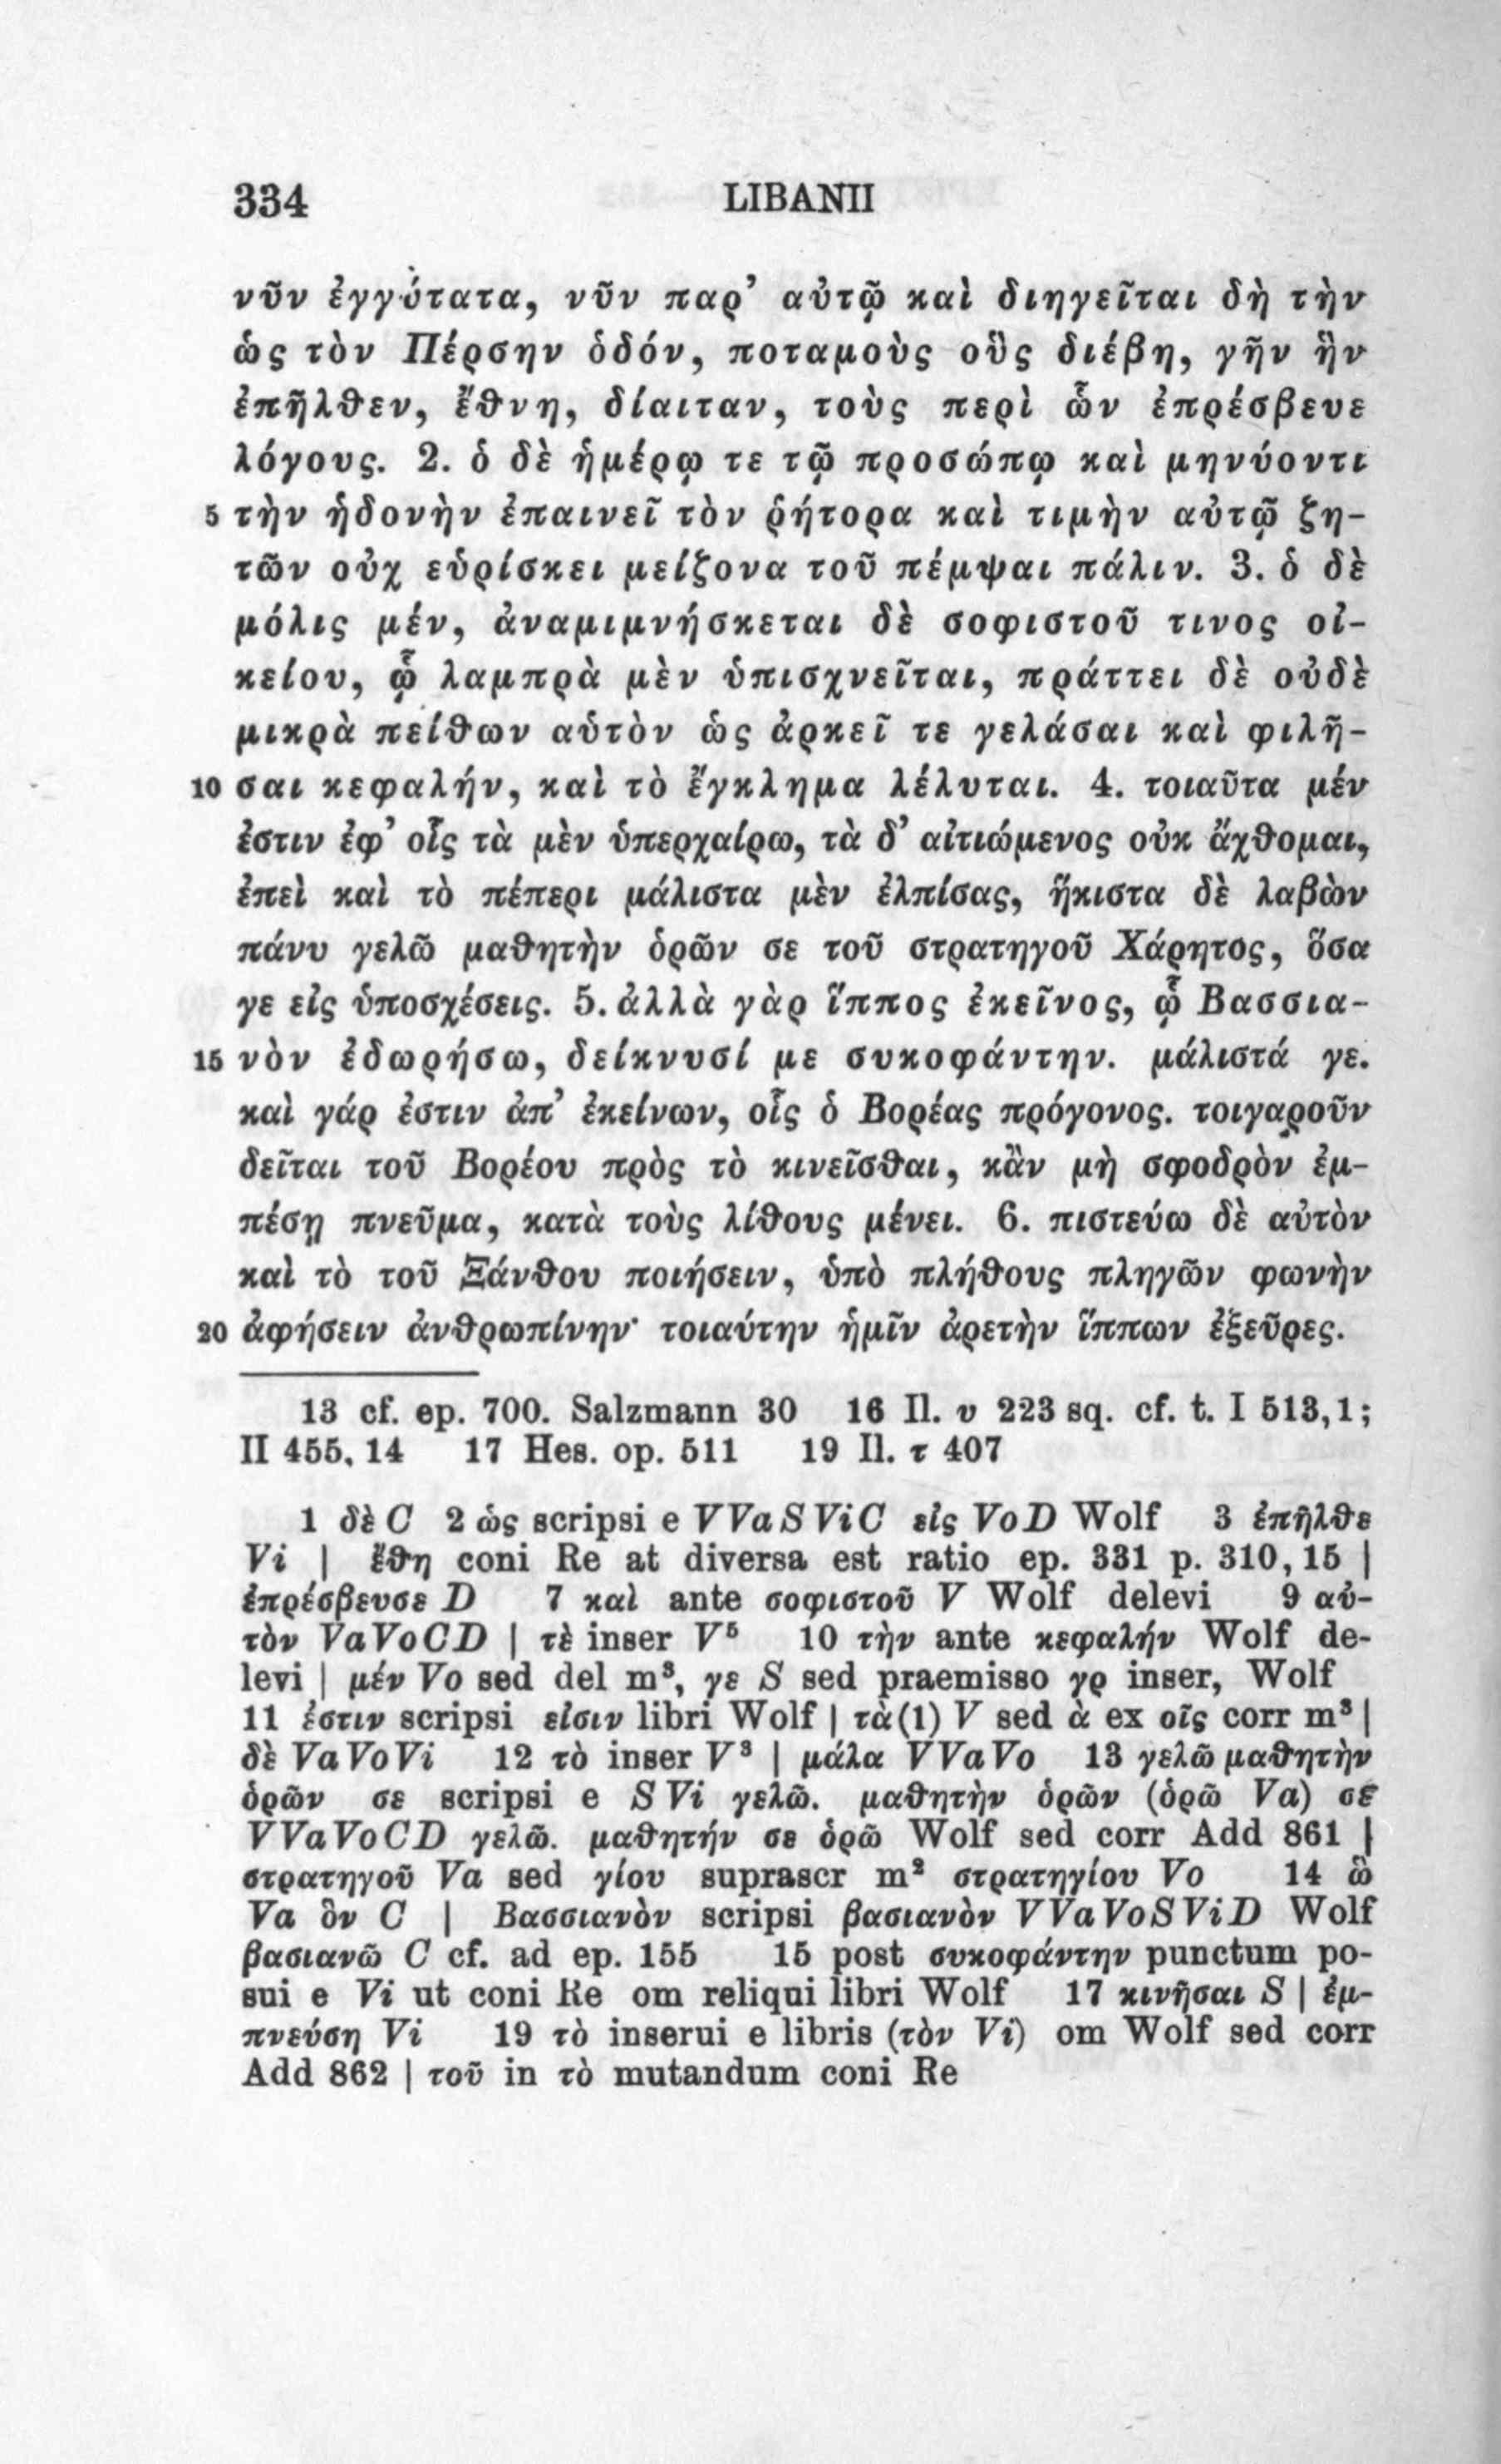 334 LIBANII
νῦν ἐγγύτατα, νῦν παρ’ αὐτῷ καὶ διηγεῖται δὴ τὴν
ὡς τὸν Πέρσην ὁδόν, ποταμοὺς οὓς διέβη, γῆν ἣν
ἐπῆλθεν, ἔθνη, δίαιταν, τοὺς περὶ ὧν ἐπρέσβευε
λόγους. 2. ὁ δὲ ἡμέρῳ τε τῷ προσώπῳ καὶ μηνύοντι
5 τὴν ἡδονὴν ἐπαινεῖ τὸν ῥήτορα καὶ τιμὴν αὐτῷ ζη-
τῶν οὐχ εὑρίσκει μείζονα τοῦ πέμψαι πάλιν. 3. ὁ δὲ
μόλις μέν, ἀναμιμνήσκεται δὲ σοφιστοῦ τινος οἰ-
κείου, ᾧ λαμπρὰ μὲν ὑπισχνεῖται, πράττει δὲ οὐδὲ
μικρὰ πείθων αὑτὸν ὡς ἀρκεῖ τε γελάσαι καὶ φιλῆ-
10 σαι κεφαλήν, καὶ τὸ ἔγκλημα λέλυται. 4. τοιαῦτα μέν
ἐστιν ἐφ’ οἷς τὰ μὲν ὑπερχαίρω, τὰ δ’ αἰτιώμενος οὐκ ἄχθομαι,
ἐπεὶ καὶ τὸ πέπερι μάλιστα μὲν ἐλπίσας, ἥκιστα δὲ λαβὼν
πάνυ γελῶ μαθητὴν ὁρῶν σε τοῦ στρατηγοῦ Χάρητος, ὅσα
γε εἰς ὑποσχέσεις. 5. ἀλλὰ γὰρ ἵππος ἐκεῖνος, ᾧ Βασσια-
15 νὸν ἐδωρήσω, δείκνυσί με συκοφάντην. μάλιστά γε.
καὶ γάρ ἐστιν ἀπ’ ἐκείνων, οἷς ὁ Βορέας πρόγονος. τοιγαροῦν
δεῖται τοῦ Βορέου πρὸς τὸ κινεῖσθαι, κἂν μὴ σφοδρὸν ἐμ-
πέσῃ πνεῦμα, κατὰ τοὺς λίθους μένει. 6. πιστεύω δὲ αὐτὸν
καὶ τὸ τοῦ Ξάνθου ποιήσειν, ὑπὸ πλήθους πληγῶν φωνὴν
20 ἀφήσειν ἀνθρωπίνην· τοιαύτην ἡμῖν ἀρετὴν ἵππων ἐξεῦρες.
13 cf. ep. 700. Salzmann 30 16 Il. υ 223 sq. cf. t. I 513,1;
II 455, 14 17 Hes. op. 511 19 Il. τ 407
1 δὲ C 2 ὡς scripsi e V Va S Vi C εἰς Vo D Wolf 3 ἐπῆλθε
Vi | ἔθη coni Re at diversa est ratio ep. 331 p. 310, 15 |
ἐπρέσβευσε D 7 καὶ ante σοφιστοῦ V Wolf delevi 9 αὐ-
τὸν Va Vo C D | τὲ inser V⁵ 10 τὴν ante κεφαλήν Wolf de-
levi | μέν Vo sed del m³, γε S sed praemisso γρ inser, Wolf
11 ἐστιν scripsi εἰσιν libri Wolf | τὰ(1) V sed ὰ ex οἷς corr m³ |
δὲ Va Vo Vi 12 τὸ inser V³ | μάλα V Va Vo 13 γελῶ μαθητὴν
ὁρῶν σε scripsi e S Vi γελῶ. μαθητὴν ὁρῶν (ὁρῶ Va) σε
V Va Vo C D γελῶ. μαθητήν σε ὁρῶ Wolf sed corr Add 861 |
στρατηγοῦ Va sed γίου suprascr m² στρατηγίου Vo 14 ὢ
Va ὃν C | Βασσιανὸν scripsi βασιανὸν V Va Vo S Vi D Wolf
βασιανῶ C cf. ad ep. 155 15 post συκοφάντην punctum po-
sui e Vi ut coni Re om reliqui libri Wolf 17 κινῆσαι S | ἐμ-
πνεύση Vi 19 τὸ inserui e libris (τὸν Vi) om Wolf sed corr
Add 862 | τοῦ in τὸ mutandum coni Re